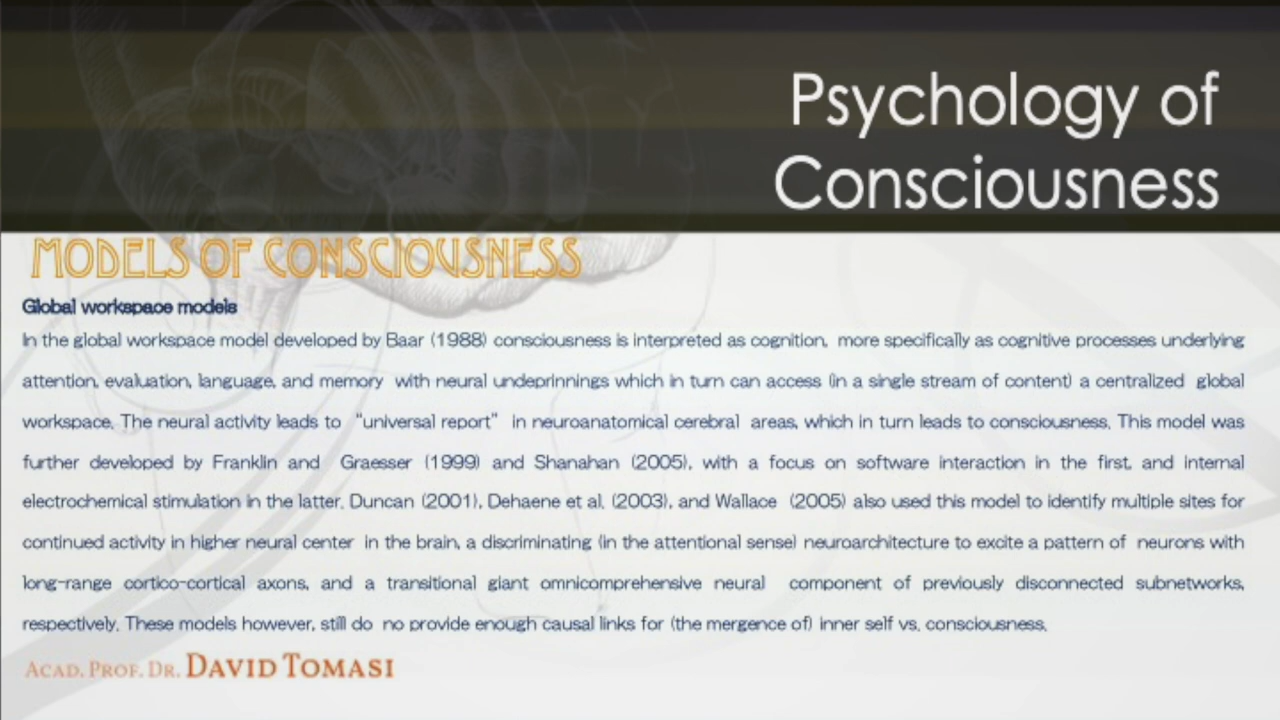 Psychology of
Consciousness
MODELS OF CONSCIOUSNESS
Global workspace models
In the global workspace model developed by Baar (1988) consciousness is interpreted as cognition, more specifically as cognitive processes underlying
attention, evaluation, language, and memory with neural undeprinnings which in turn can access (in a single stream of content) a centralized global
workspace. The neural activity leads to “universal report” in neuroanatomical cerebral areas, which in turn leads to consciousness. This model was
further developed by Franklin and Graesser (1999) and Shanahan (2005), with a focus on software interaction in the first, and internal
electrochemical stimulation in the latter. Duncan (2001), Dehaene et al. (2003), and Wallace (2005) also used this model to identify multiple sites for
continued activity in higher neural center in the brain, a discriminating (in the attentional sense) neuroarchitecture to excite a pattern of neurons with
long-range cortico-cortical axons, and a transitional giant omnicomprehensive neural component of previously disconnected subnetworks,
respectively. These models however, still do no provide enough causal links for (the mergence of) inner self vs. consciousness.
ACAD. PROF. DR. DAVID TOMASI